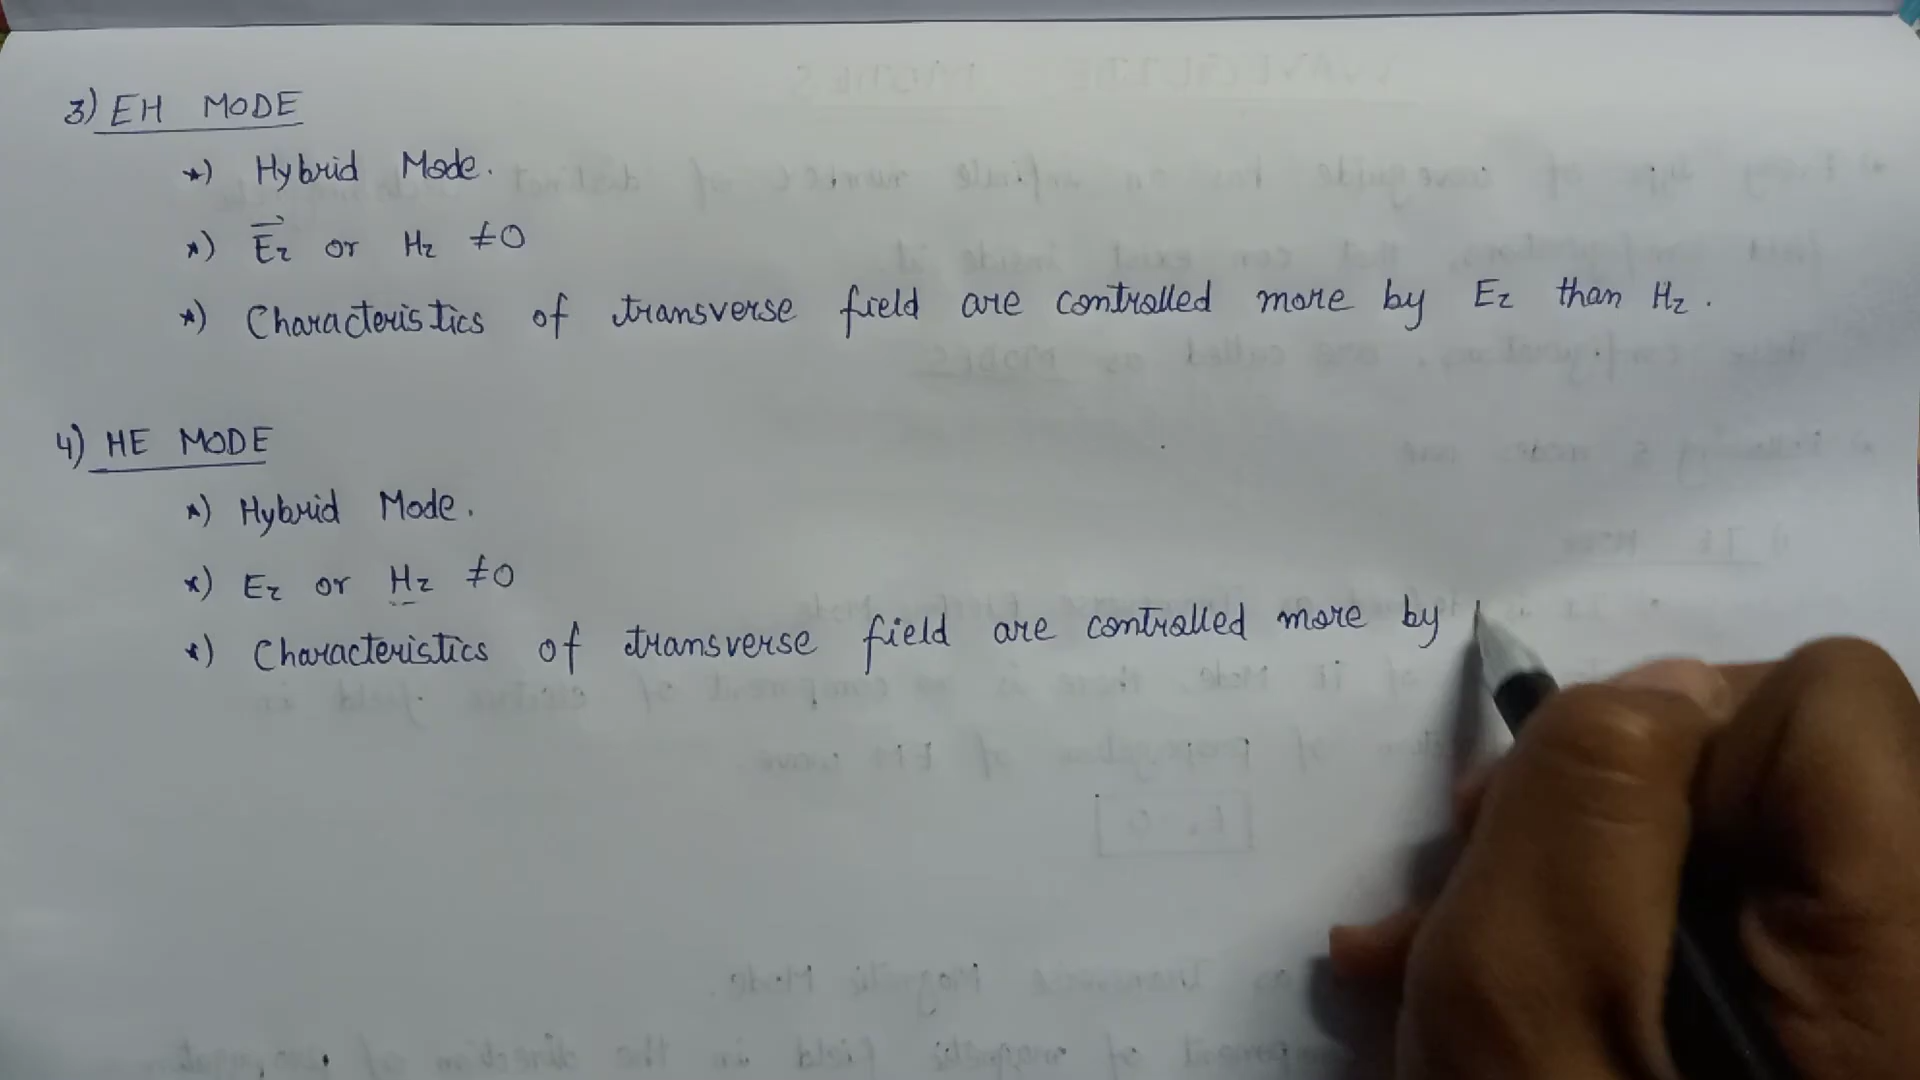 3) EH MODE
*) Hybrid Mode.
*) E⃗z or Hz ≠0
*) Characteristics of transverse field are controlled more by Ez than Hz.
4) HE MODE
*) Hybrid Mode.
*) Ez or Hz ≠0
*) Characteristics of transverse field are controlled more by